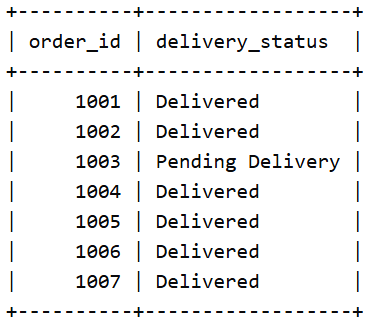 +----------+------------------+
| order_id | delivery_status  |
+----------+------------------+
|     1001 | Delivered        |
|     1002 | Delivered        |
|     1003 | Pending Delivery |
|     1004 | Delivered        |
|     1005 | Delivered        |
|     1006 | Delivered        |
|     1007 | Delivered        |
+----------+------------------+